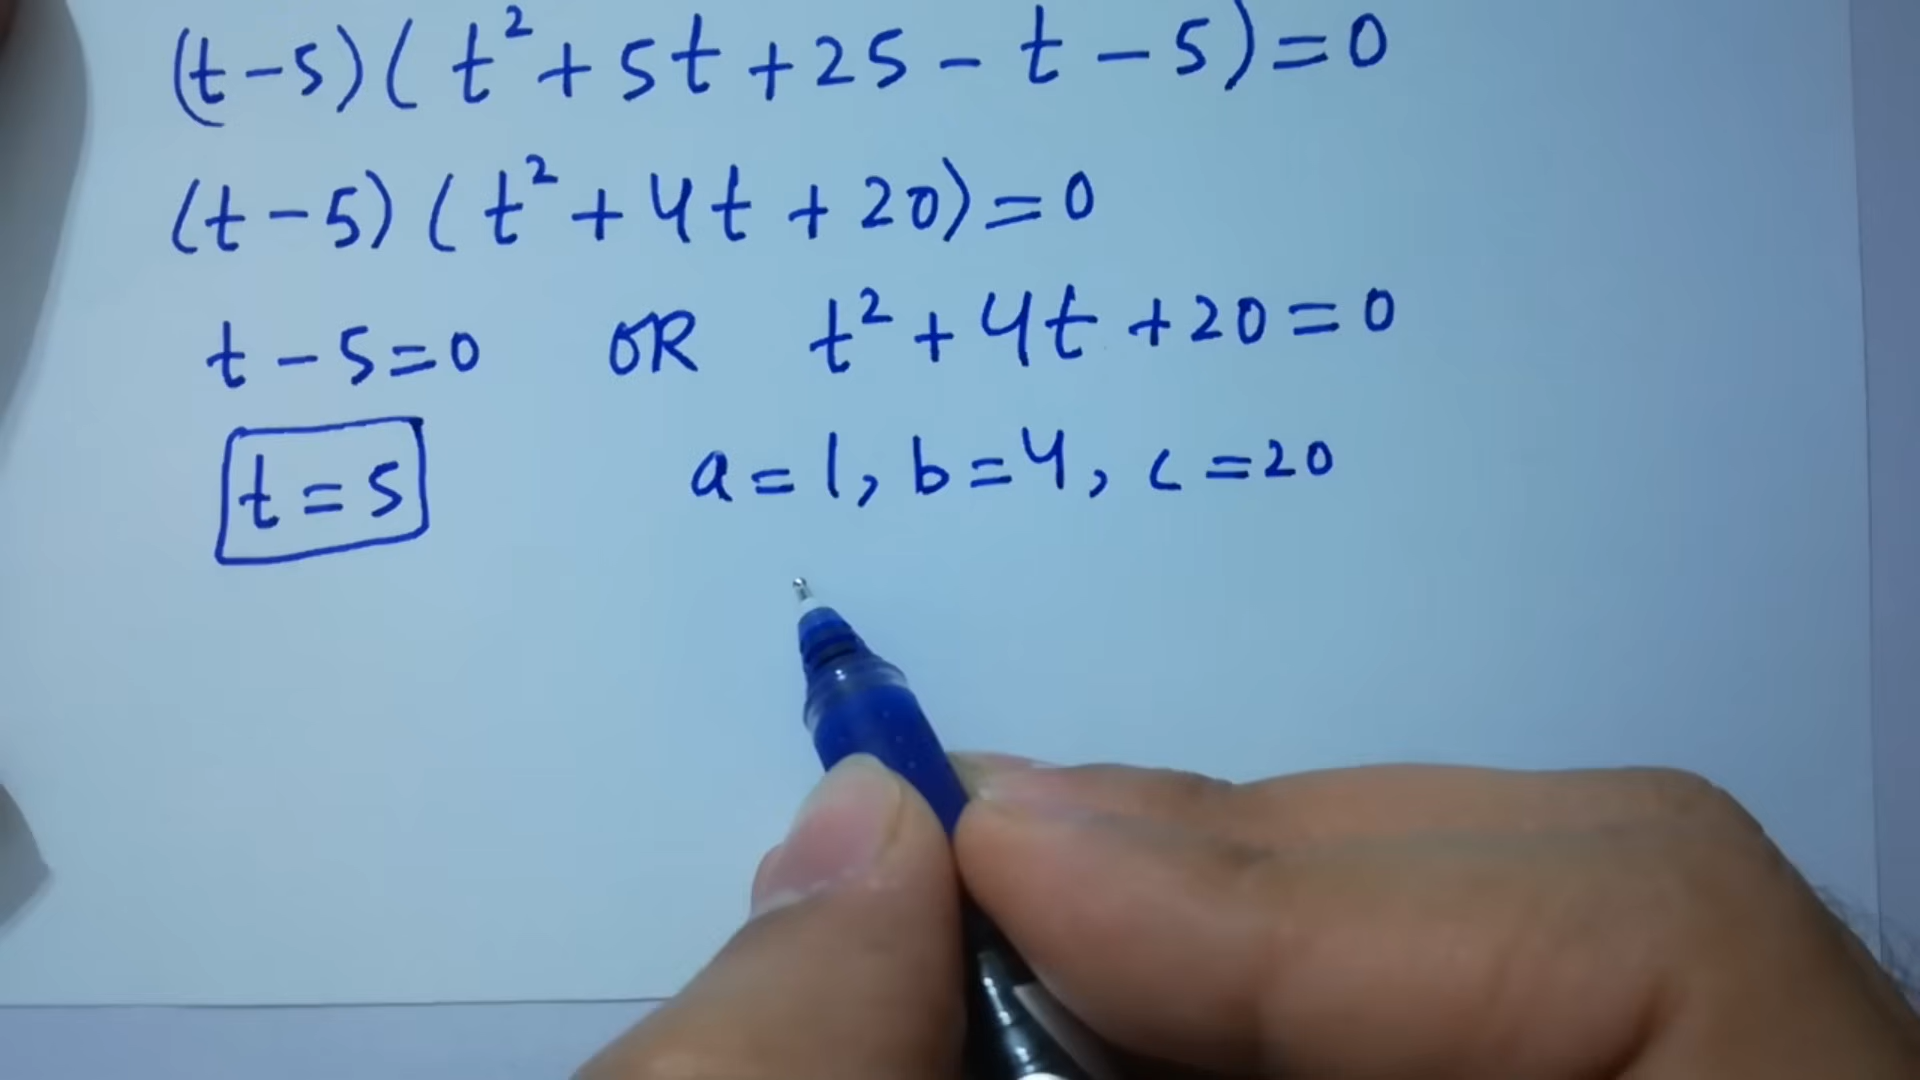 (t-5)(t²+5t+25-t-5)=0
(t-5)(t²+4t+20)=0
t-5=0 OR t²+4t+20=0
t=5 a=1, b=4, c=20